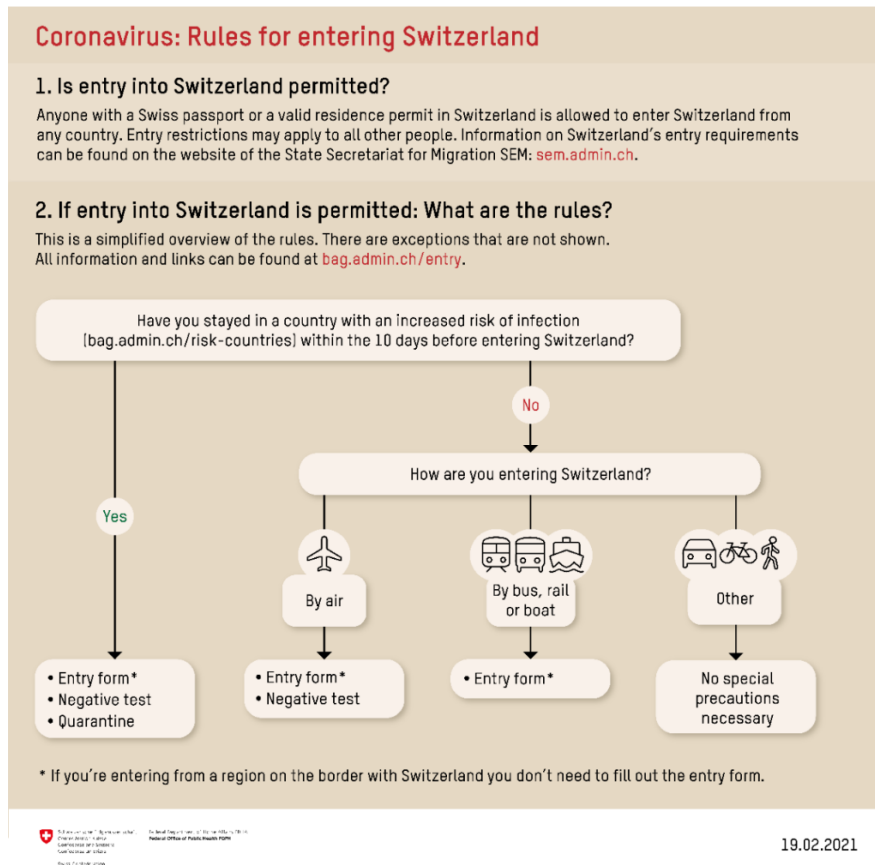 Coronavirus: Rules for entering Switzerland
1. Is entry into Switzerland permitted?
Anyone with a Swiss passport or a valid residence permit in Switzerland is allowed to enter Switzerland from
any country. Entry restrictions may apply to all other people. Information on Switzerland's entry requirements
can be found on the website of the State Secretariat for Migration SEM: sem.admin.ch.
2. If entry into Switzerland is permitted: What are the rules?
This is a simplified overview of the rules. There are exceptions that are not shown.
All information and links can be found at bag.admin.ch/entry.
Have you stayed in a country with an increased risk of infection
(bag.admin.ch/risk-countries) within the 10 days before entering Switzerland?
No
How are you entering Switzerland?
Yes
By air
By bus, rail
or boat
Other
• Entry form*
• Negative test
• Quarantine
• Entry form*
• Negative test
• Entry form*
No special
precautions
necessary
* If you're entering from a region on the border with Switzerland you don't need to fill out the entry form.
Federal Office of Public Health FOPH
19.02.2021